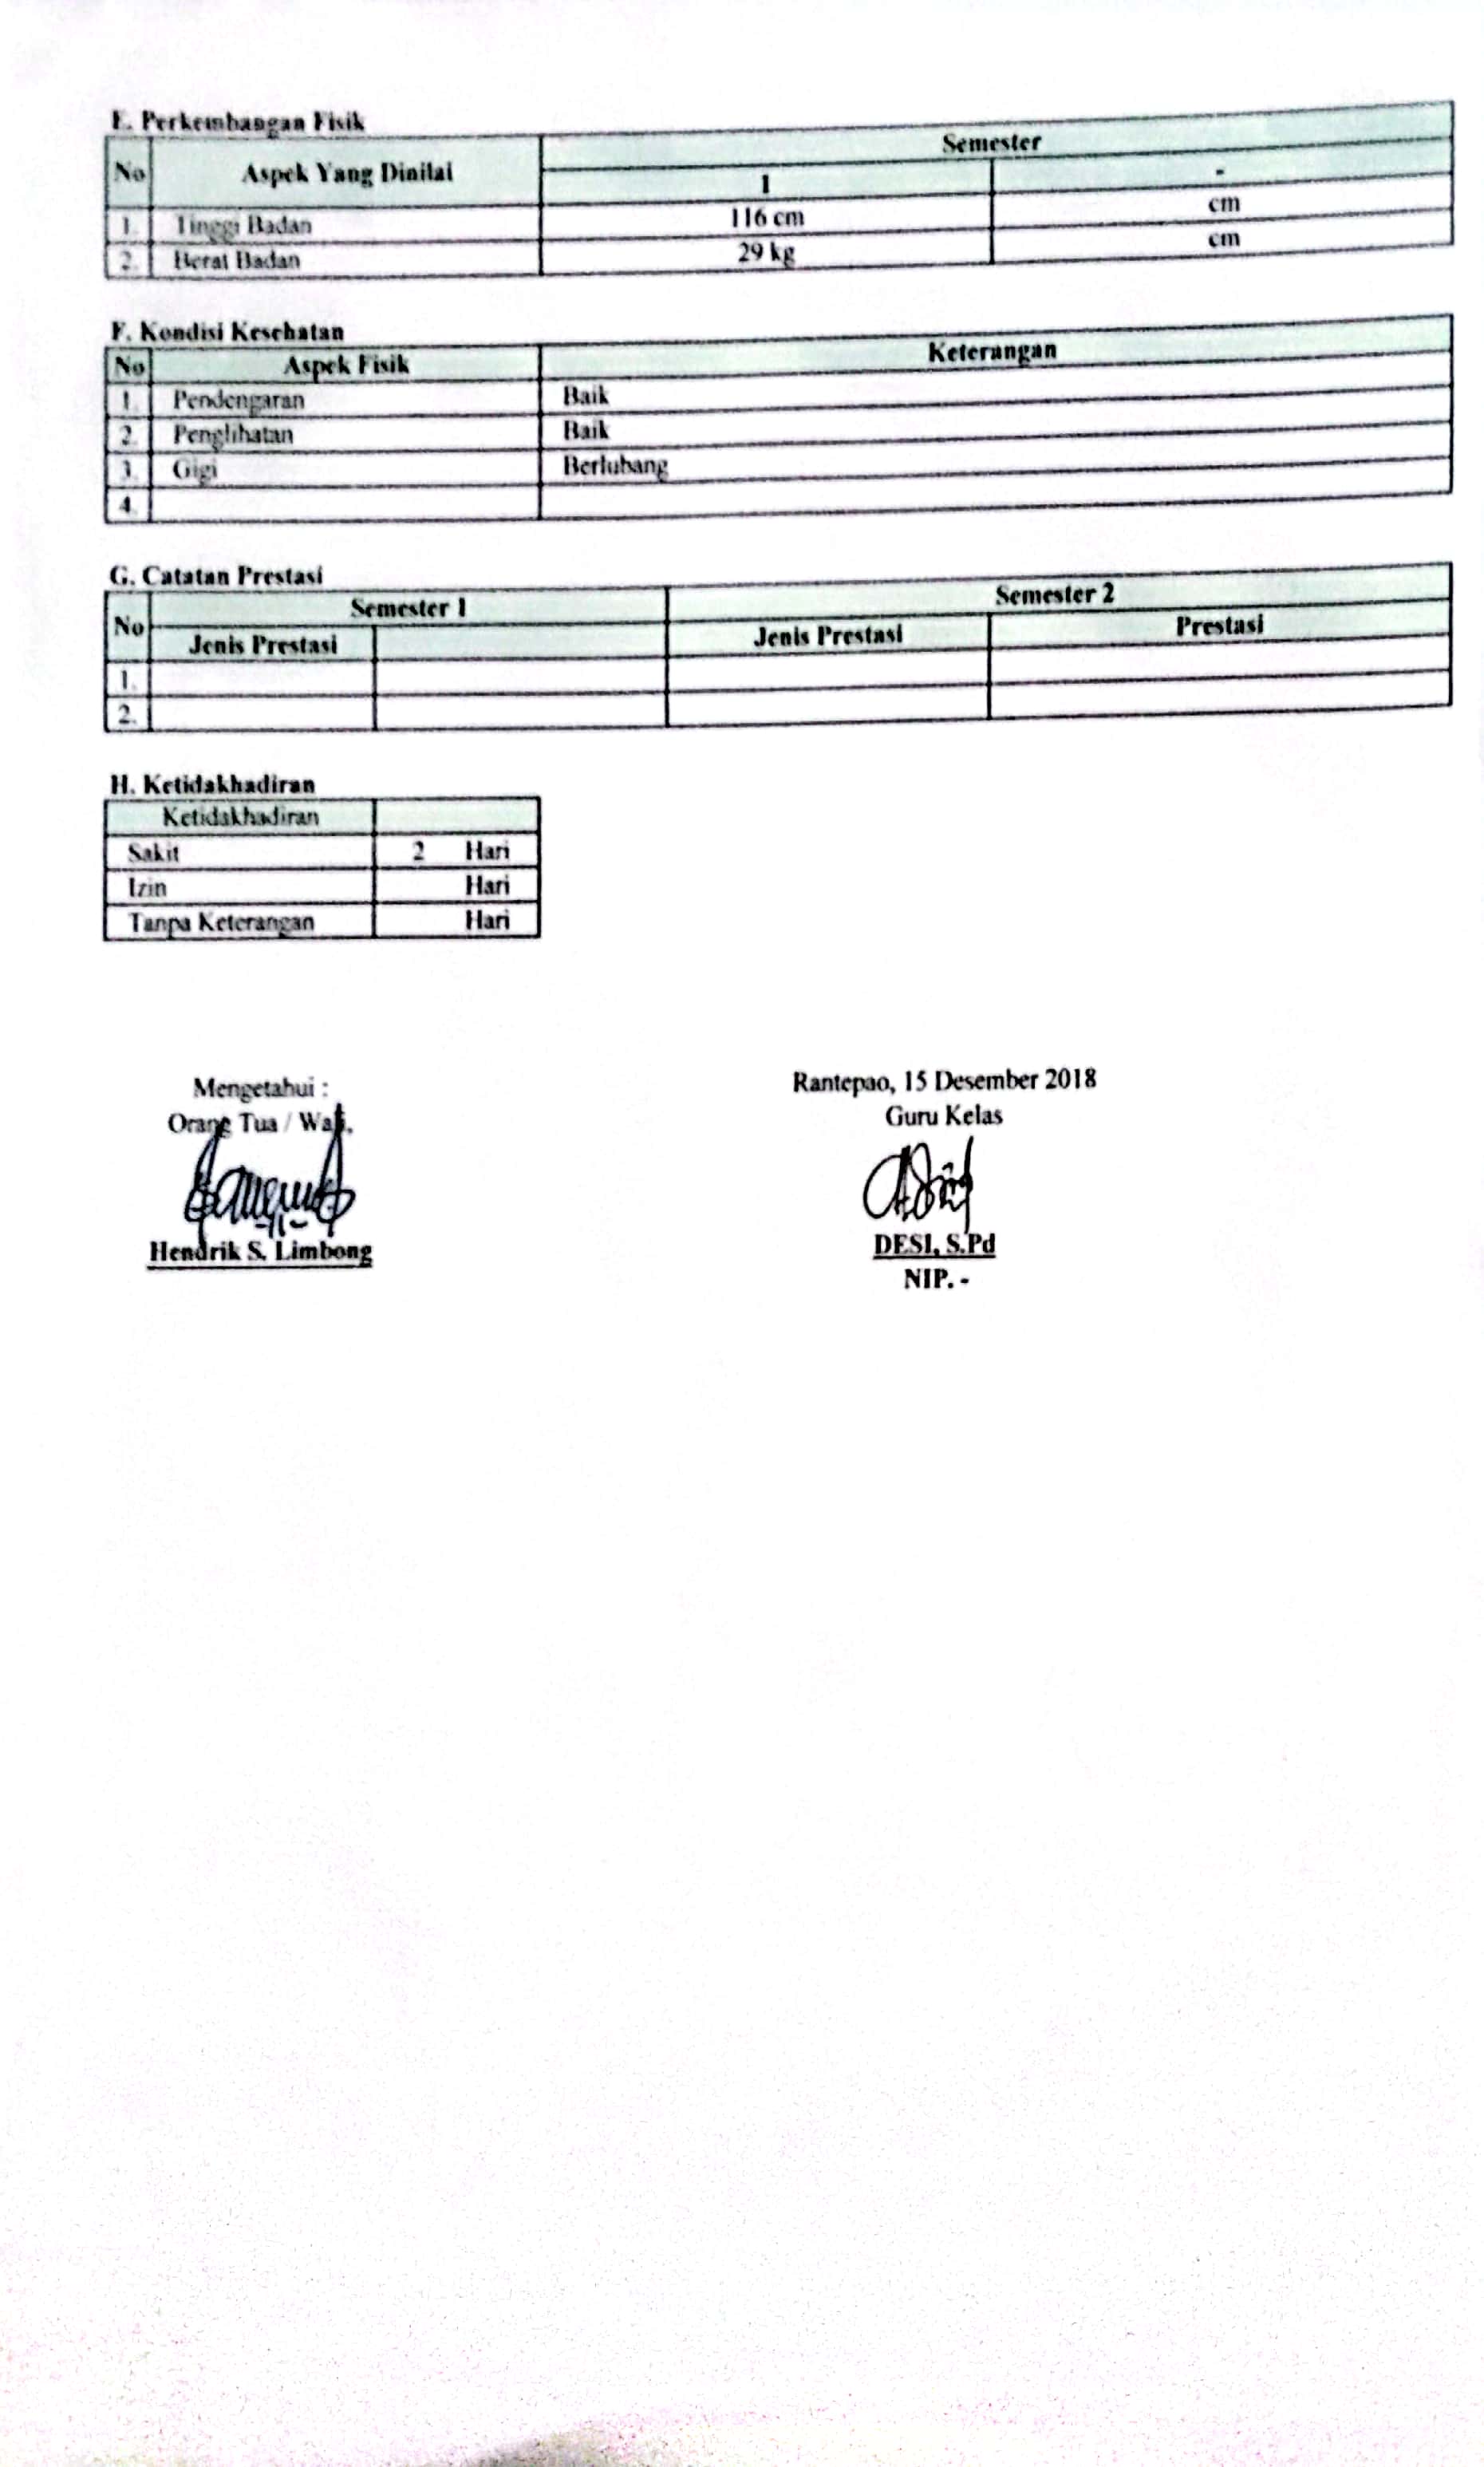 E. Perkembangan Fisik
No Aspek Yang Dinilai Semester
1 -
1. Tinggi Badan 116 cm cm
2. Berat Badan 29 kg cm
F. Kondisi Kesehatan
No Aspek Fisik Keterangan
1. Pendengaran Baik
2. Penglihatan Baik
3. Gigi Berlubang
4.
G. Catatan Prestasi
No Semester 1 Semester 2
Jenis Prestasi Jenis Prestasi Prestasi
1.
2.
H. Ketidakhadiran
Ketidakhadiran
Sakit 2 Hari
Izin Hari
Tanpa Keterangan Hari
Mengetahui : Rantepao, 15 Desember 2018
Orang Tua / Wali, Guru Kelas
Hendrik S. Limbong DESI, S.Pd
NIP. -